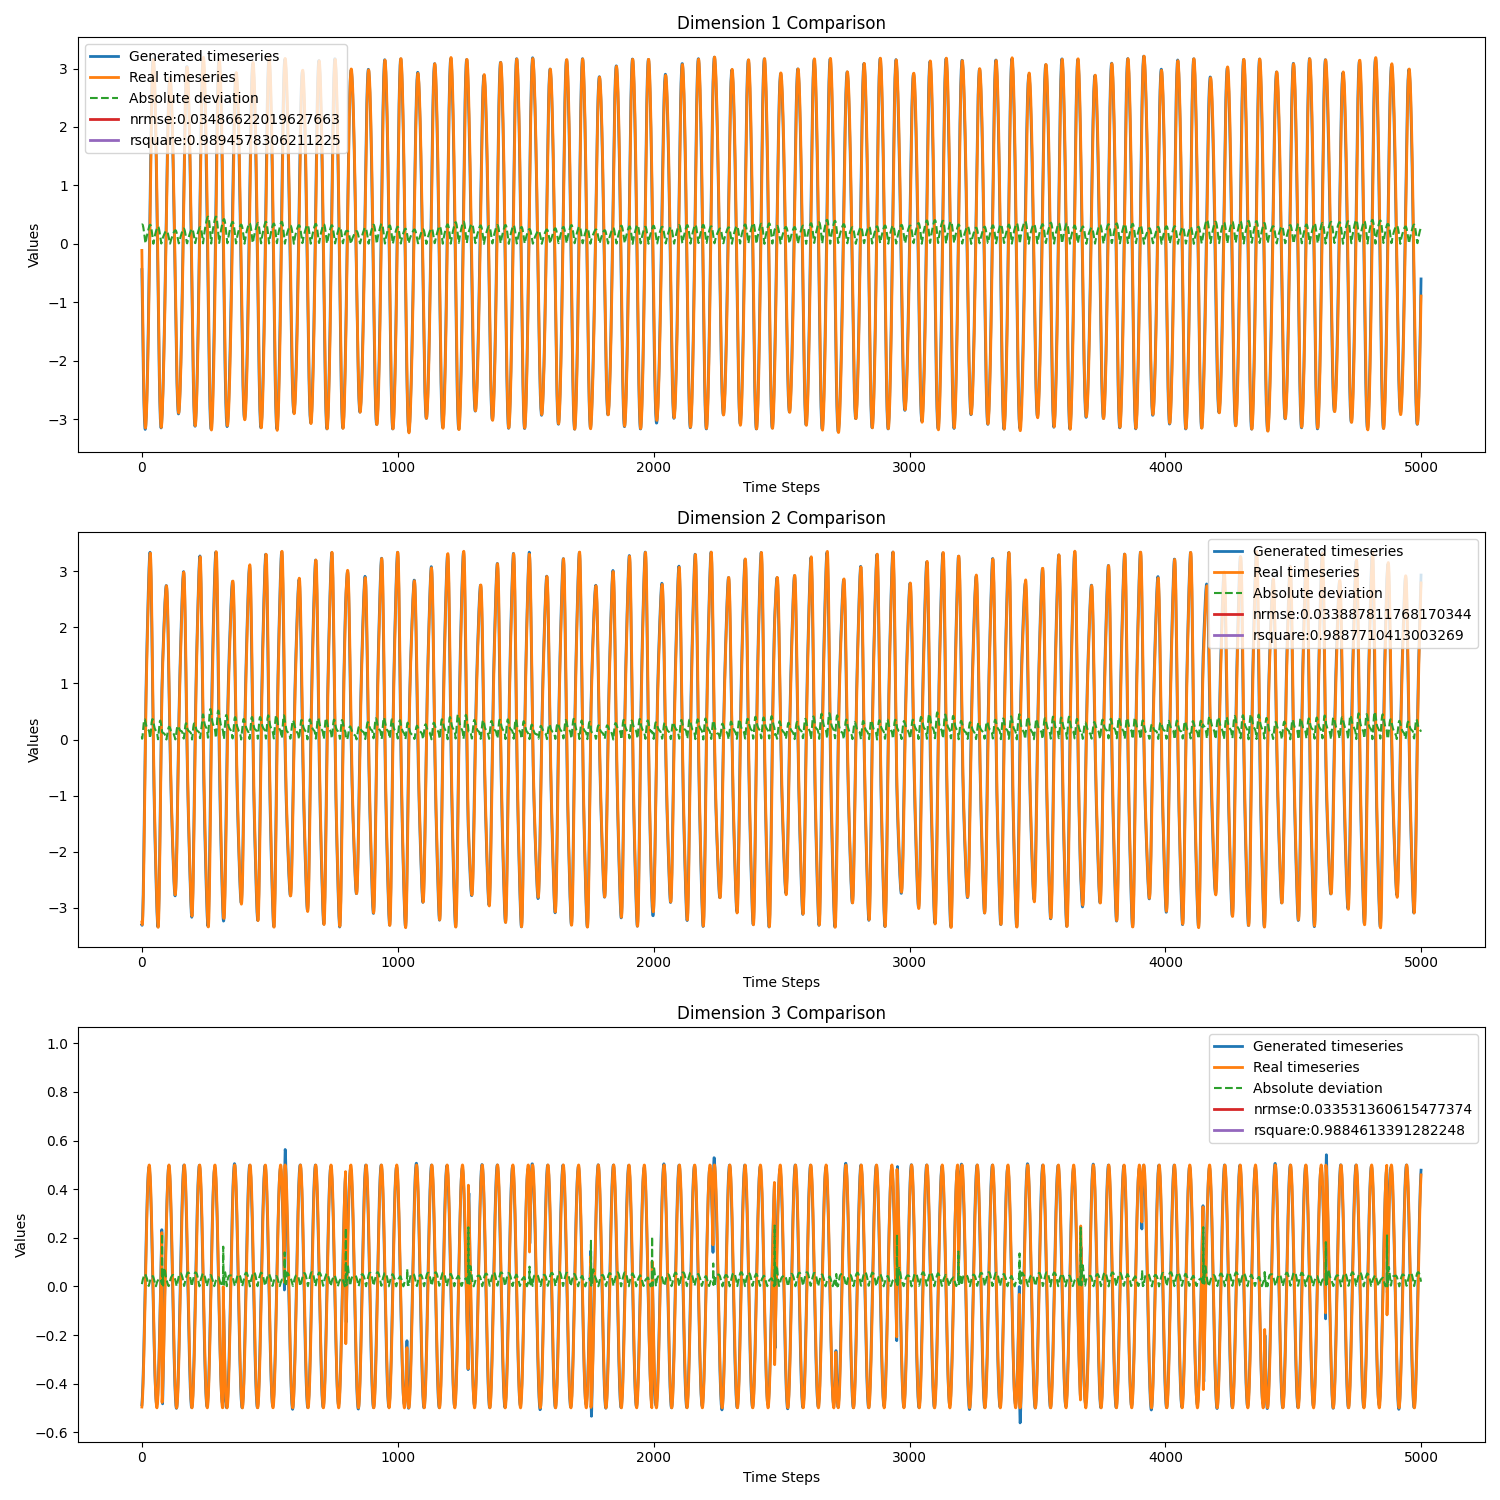 Dimension 1 Comparison
Generated timeseries
Real timeseries
Absolute deviation
nrmse:0.03486622019627663
rsquare:0.9894578306211225
3
2
1
0
−1
−2
−3
Values
0 1000 2000 3000 4000 5000
Time Steps
Dimension 2 Comparison
Generated timeseries
Real timeseries
Absolute deviation
nrmse:0.033887811768170344
rsquare:0.9887710413003269
3
2
1
0
−1
−2
−3
Values
0 1000 2000 3000 4000 5000
Time Steps
Dimension 3 Comparison
Generated timeseries
Real timeseries
Absolute deviation
nrmse:0.033531360615477374
rsquare:0.9884613391282248
1.0
0.8
0.6
0.4
0.2
0.0
−0.2
−0.4
−0.6
Values
0 1000 2000 3000 4000 5000
Time Steps